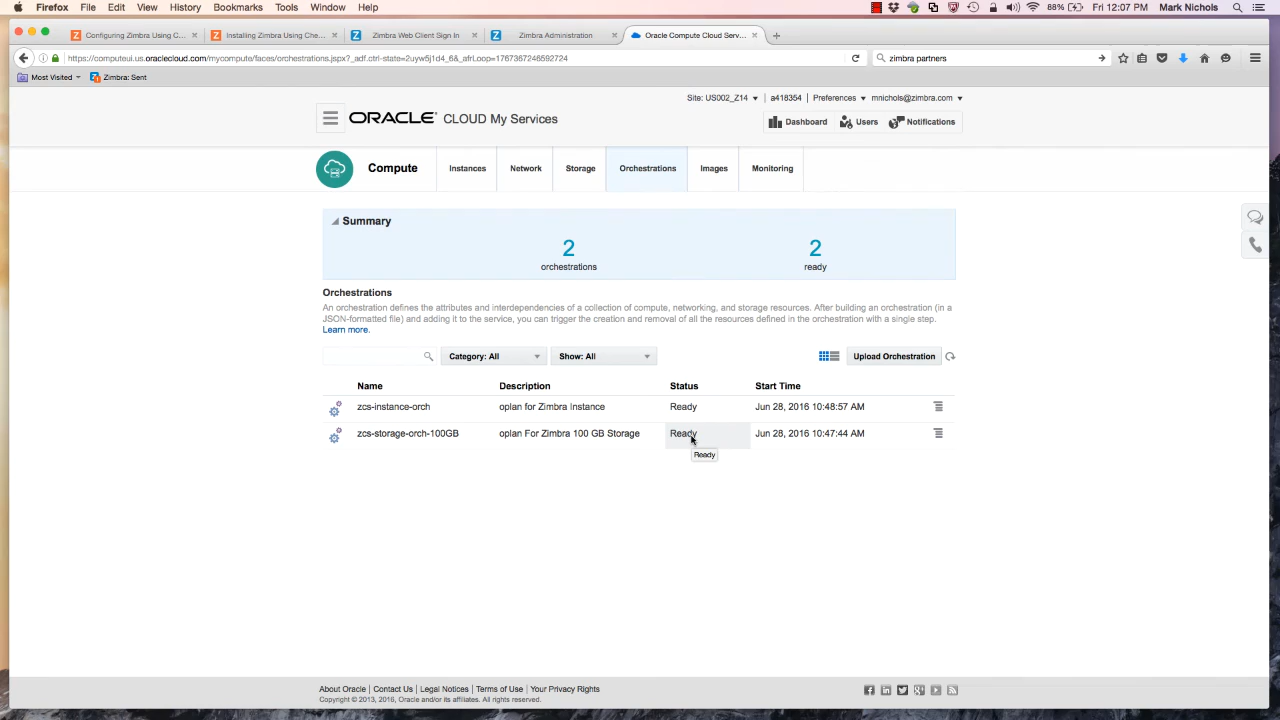 Firefox File Edit View History Bookmarks Tools Window Help 88% Fri 12:07 PM Mark Nichols
Configuring Zimbra Using C... Installing Zimbra Using Che... Zimbra Web Client Sign In Zimbra Administration Oracle Compute Cloud Serv...
https://computeui.us.oraclecloud.com/mycompute/faces/orchestrations.jspx?_adf.ctrl-state=2uyw5j1d4_6&_afrLoop=1767367246592724 zimbra partners
Most Visited Zimbra: Sent
Site: US002_Z14 a418354 Preferences mnichols@zimbra.com
ORACLE CLOUD My Services Dashboard Users Notifications
Compute Instances Network Storage Orchestrations Images Monitoring
Summary
2 2
orchestrations ready
Orchestrations
An orchestration defines the attributes and interdependencies of a collection of compute, networking, and storage resources. After building an orchestration (in a
JSON-formatted file) and adding it to the service, you can trigger the creation and removal of all the resources defined in the orchestration with a single step.
Learn more.
Category: All Show: All Upload Orchestration
Name Description Status Start Time
zcs-instance-orch oplan for Zimbra Instance Ready Jun 28, 2016 10:48:57 AM
zcs-storage-orch-100GB oplan For Zimbra 100 GB Storage Ready Jun 28, 2016 10:47:44 AM
Ready
About Oracle | Contact Us | Legal Notices | Terms of Use | Your Privacy Rights
Copyright © 2013, 2016, Oracle and/or its affiliates. All rights reserved.